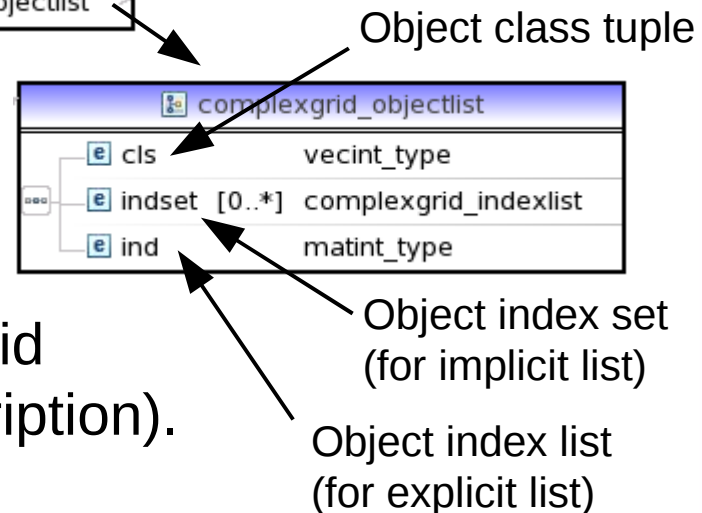 Object class tuple
complexgrid_objectlist
e cls vecint_type
e indset [0..*] complexgrid_indexlist
e ind matint_type
Object index set
(for implicit list)
Object index list
(for explicit list)